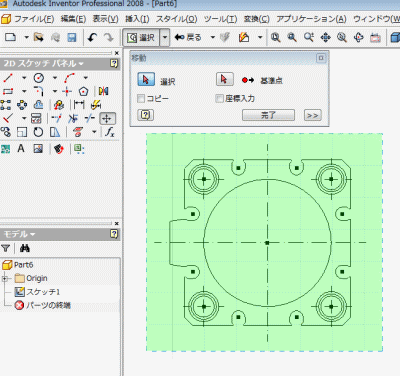 Autodesk Inventor Professional 2008 - [Part6]
ファイル(F) 編集(E) 表示(V) 挿入(I) スタイル(O) ツール(T) 変換(C) アプリケーション(A) ウィンドウ(W)
選択 戻る
2D スケッチ パネル
移動
選択 基準点
コピー 座標入力
完了 >>
fx
モデル
Part6
Origin
スケッチ1
パーツの終端